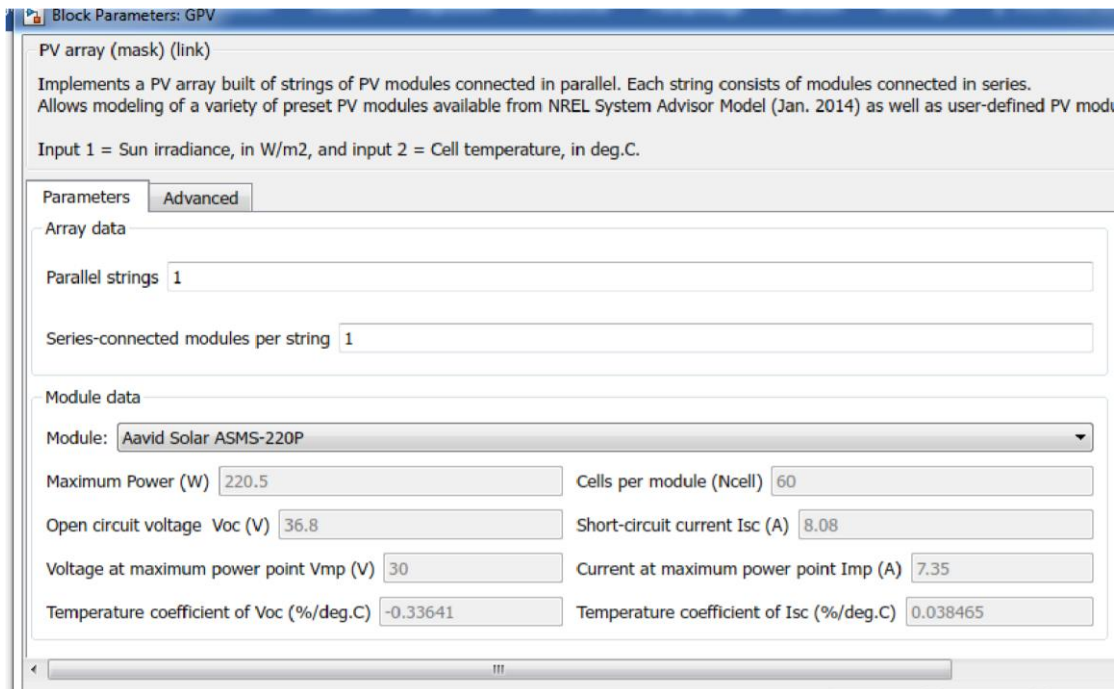 Block Parameters: GPV
PV array (mask) (link)
Implements a PV array built of strings of PV modules connected in parallel. Each string consists of modules connected in series.
Allows modeling of a variety of preset PV modules available from NREL System Advisor Model (Jan. 2014) as well as user-defined PV modu
Input 1 = Sun irradiance, in W/m2, and input 2 = Cell temperature, in deg.C.
Parameters Advanced
Array data
Parallel strings 1
Series-connected modules per string 1
Module data
Module: Aavid Solar ASMS-220P
Maximum Power (W) 220.5 Cells per module (Ncell) 60
Open circuit voltage Voc (V) 36.8 Short-circuit current Isc (A) 8.08
Voltage at maximum power point Vmp (V) 30 Current at maximum power point Imp (A) 7.35
Temperature coefficient of Voc (%/deg.C) -0.33641 Temperature coefficient of Isc (%/deg.C) 0.038465